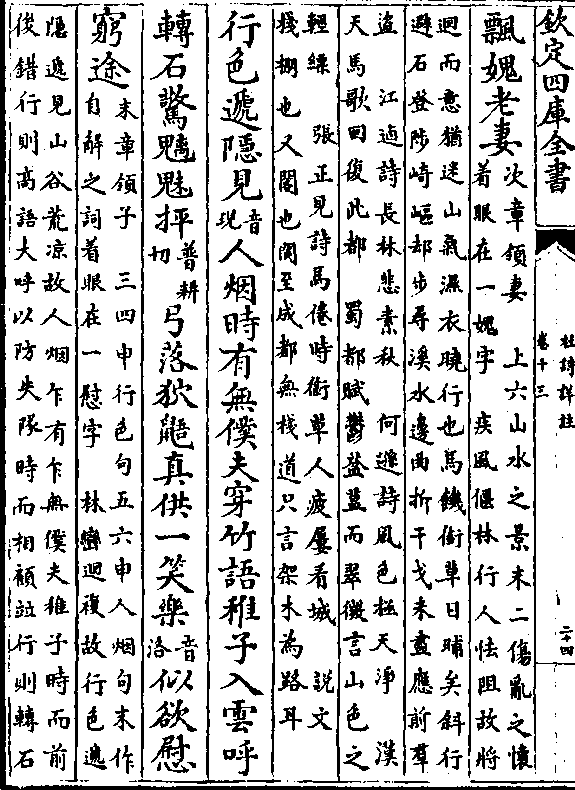 欽定四庫全書
杜詩詳註
卷十三
二十四
飄媿老妻
次章領妻 上六山水之景末二傷亂之懷
着眼在一媿字 疾風偃林行人怯阻故將
迴而意猶迷山氣濕衣曉行也馬饑銜草日晡矣斜行
避石登陟崎嶇却步尋溪水邊曲折干戈未盡應前羣
盜 江逌詩長林悲素秋 何遜詩風色極天淨 漢
天馬歌回復此都 蜀都賦鬱葐蒕而翠微言山色之
輕縹 張正見詩馬倦時銜草人疲屢看城 説文
棧棚也又閣也閣至成都無棧道只言架木為路耳
行色遞隱見音現人烟時有無僕夫穿竹語稚子入雲呼
轉石驚魑魅抨普耕切弓落狖鼯真供一笑樂音洛似欲慰
窮途
末章領子 三四申行色句五六申人烟句末作
自解之詞着眼在一慰字 林巒迴複故行色遞
隱遞見山谷荒凉故人烟乍有乍無僕夫稚子時而前
後錯行則高語大呼以防失隊時而相顧竝行則轉石